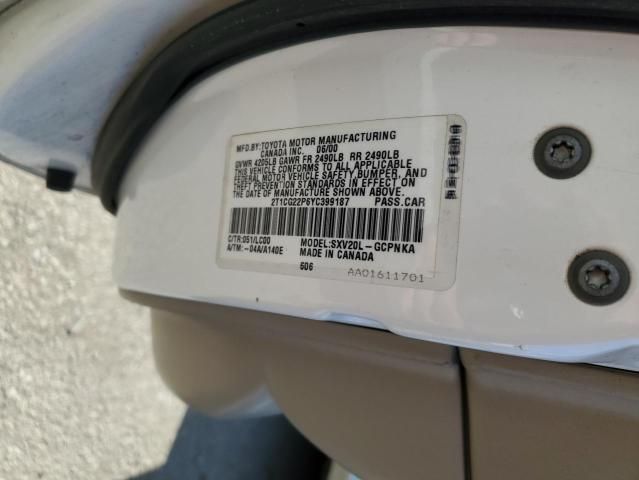 MFD.BY:TOYOTA MOTOR MANUFACTURING
CANADA INC. 06/00
GVWR 4205LB GAWR FR 2490LB RR 2490LB
THIS VEHICLE CONFORMS TO ALL APPLICABLE
FEDERAL MOTOR VEHICLE SAFETY,BUMPER, AND
THEFT PREVENTION STANDARDS IN EFFECT ON
THE DATE OF MANUFACTURE SHOWN ABOVE.
2T1CG22P6YC399187 PASS.CAR
C/TR:051/LC00 MODEL:SXV20L-GCPNKA
A/TM:-04A/A140E MADE IN CANADA
506
AA01611701